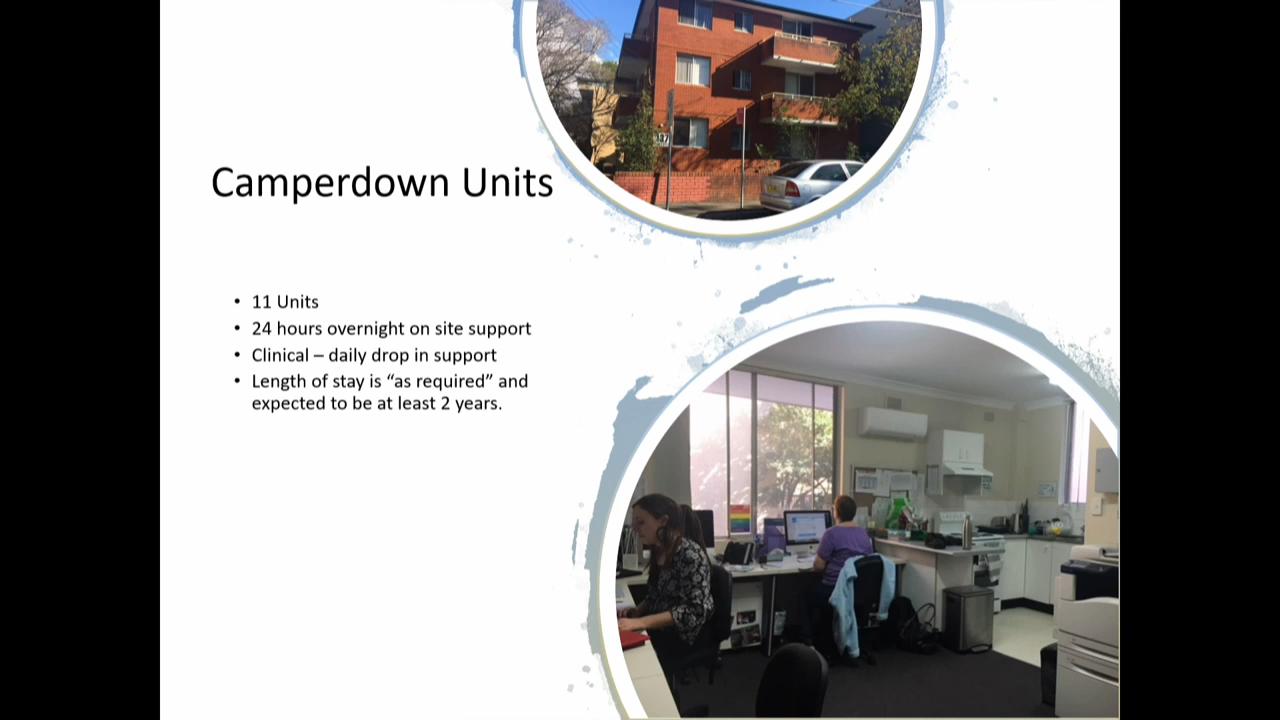 Camperdown Units
• 11 Units
• 24 hours overnight on site support
• Clinical – daily drop in support
• Length of stay is “as required” and
expected to be at least 2 years.